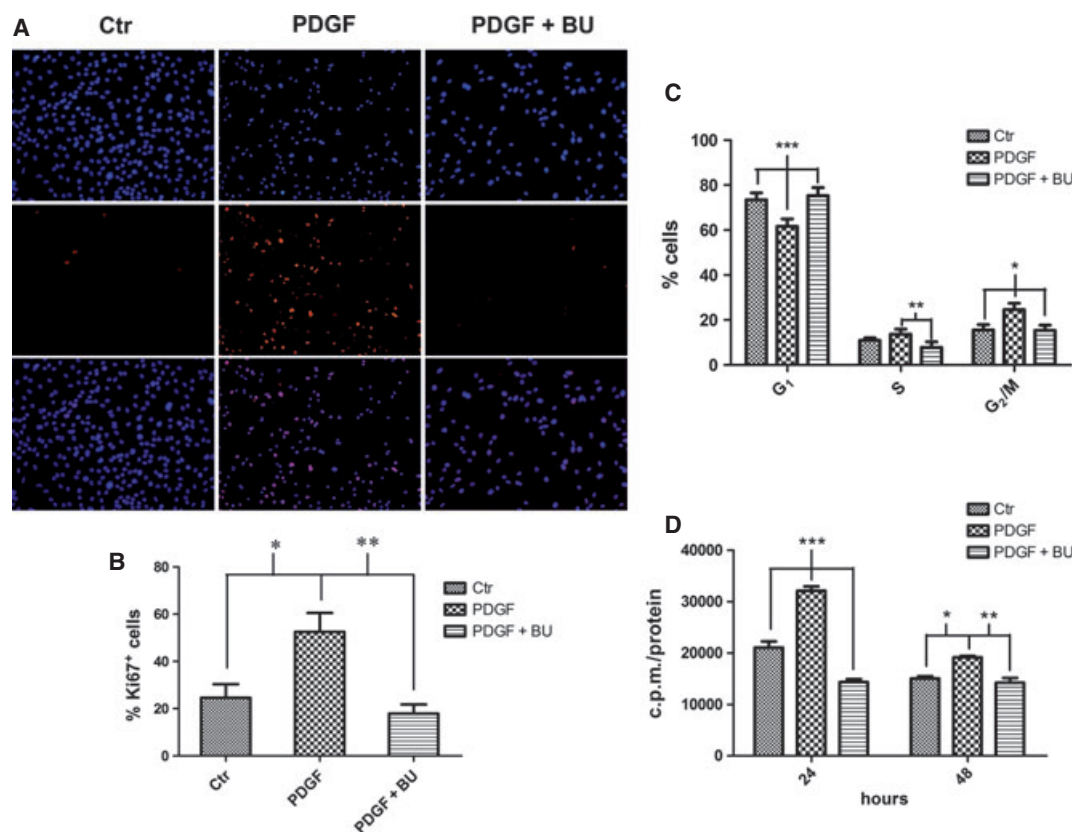 A
Ctr
PDGF
PDGF + BU
B
*
**
80
60
40
20
0
% Ki67⁺ cells
Ctr
PDGF
PDGF + BU
Ctr
PDGF
PDGF + BU
C
Ctr
PDGF
PDGF + BU
100
80
60
40
20
0
% cells
***
**
*
G₁
S
G₂/M
D
Ctr
PDGF
PDGF + BU
40000
30000
20000
10000
0
c.p.m./protein
***
*
**
24
48
hours